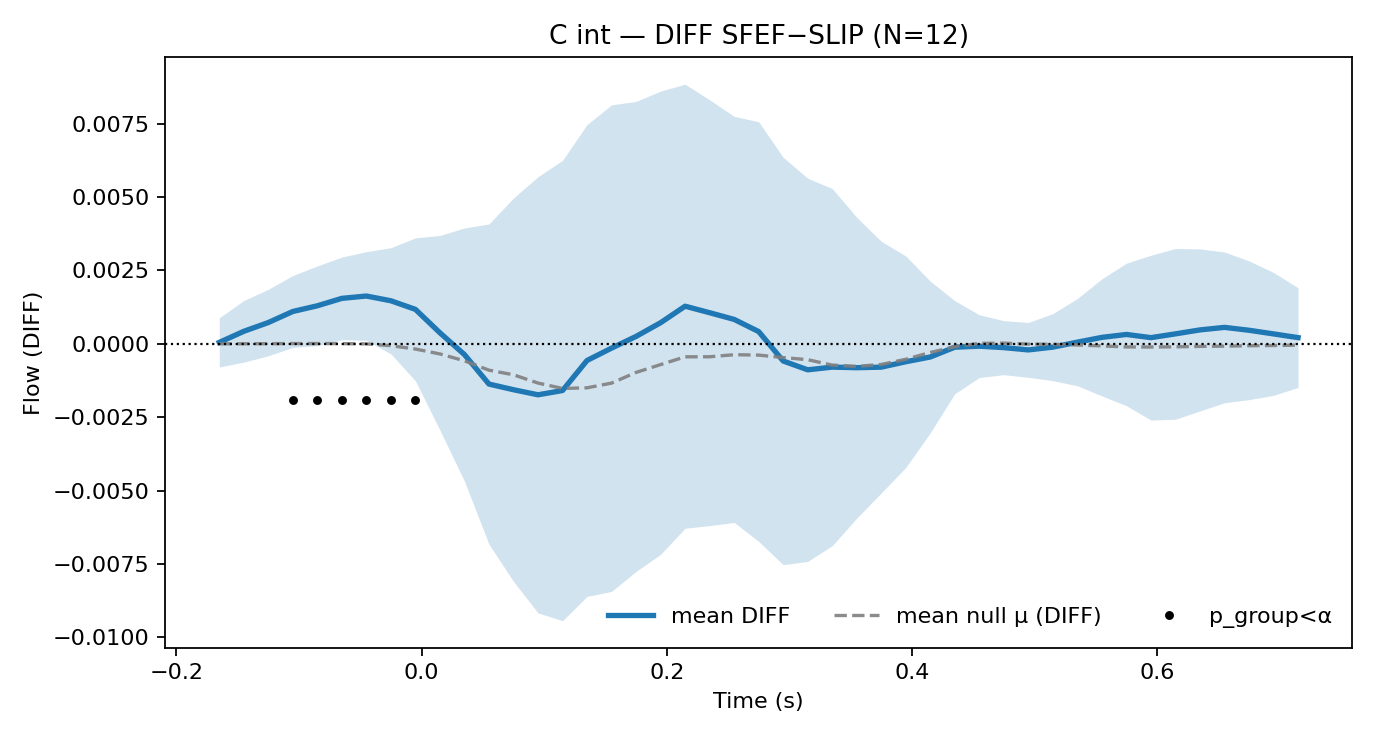 C int — DIFF SFEF−SLIP (N=12)
0.0075
0.0050
0.0025
0.0000
−0.0025
−0.0050
−0.0075
−0.0100
Flow (DIFF)
mean DIFF
mean null μ (DIFF)
p_group<α
−0.2
0.0
0.2
0.4
0.6
Time (s)